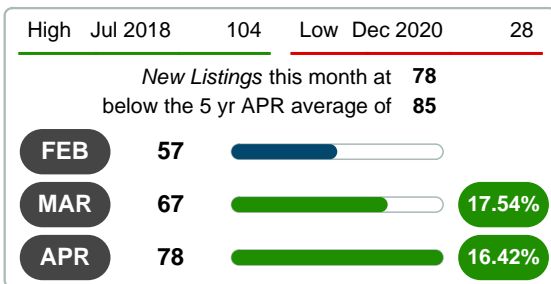 High Jul 2018 104 Low Dec 2020 28
New Listings this month at 78
below the 5 yr APR average of 85
FEB 57
MAR 67 17.54%
APR 78 16.42%